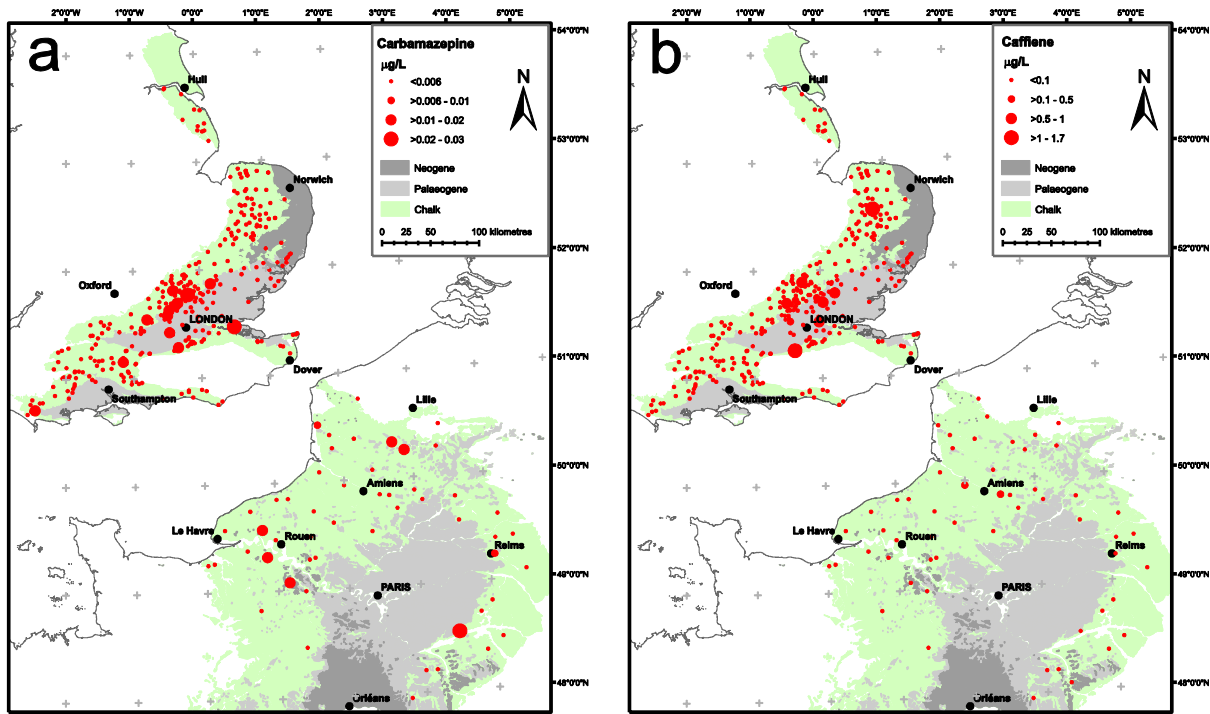 2°0'0"W 1°0'0"W 0°0'0" 1°0'0"E 2°0'0"E 3°0'0"E 4°0'0"E 5°0'0"E
a
Carbamazepine
µg/L
<0.006
>0.006 - 0.01
>0.01 - 0.02
>0.02 - 0.03
N
Neogene
Palaeogene
Chalk
0 25 50 100 kilometres
Hull
Norwich
Oxford
LONDON
Dover
Southampton
Lille
Amiens
Le Havre
Rouen
Reims
PARIS
Orléans
54°0'0"N
53°0'0"N
52°0'0"N
51°0'0"N
50°0'0"N
49°0'0"N
48°0'0"N
2°0'0"W 1°0'0"W 0°0'0" 1°0'0"E 2°0'0"E 3°0'0"E 4°0'0"E 5°0'0"E
b
Caffiene
µg/L
<0.1
>0.1 - 0.5
>0.5 - 1
>1 - 1.7
N
Neogene
Palaeogene
Chalk
0 25 50 100 kilometres
Hull
Norwich
Oxford
LONDON
Dover
Southampton
Lille
Amiens
Le Havre
Rouen
Reims
PARIS
Orléans
54°0'0"N
53°0'0"N
52°0'0"N
51°0'0"N
50°0'0"N
49°0'0"N
48°0'0"N